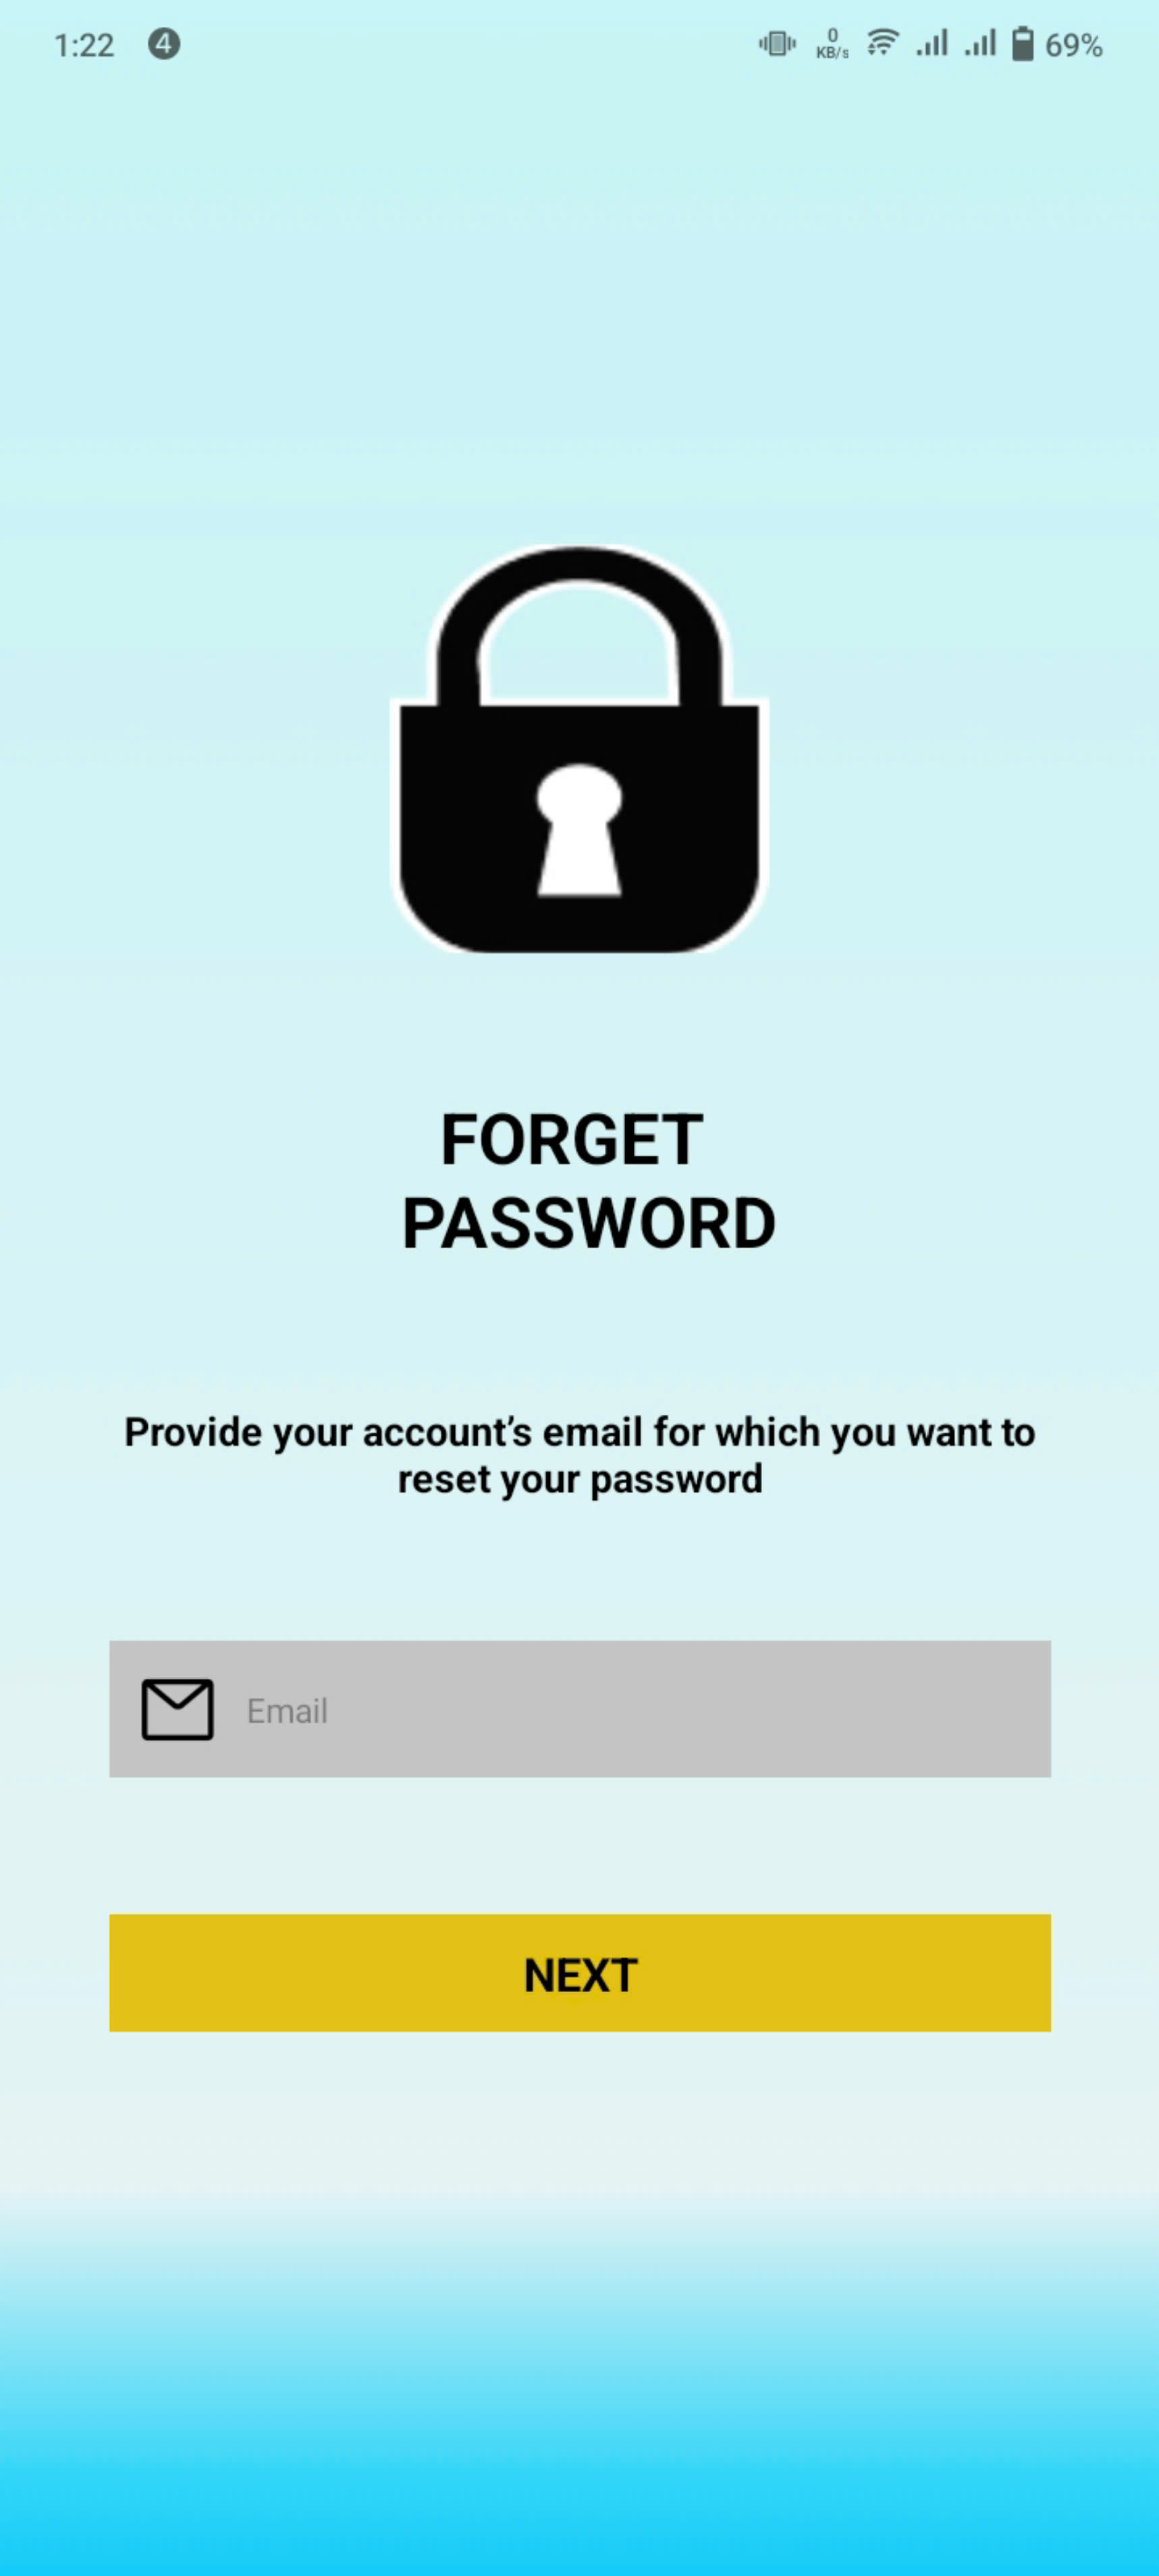 1:22 4 0 KB/s 69%
FORGET
PASSWORD
Provide your account’s email for which you want to
reset your password
Email
NEXT